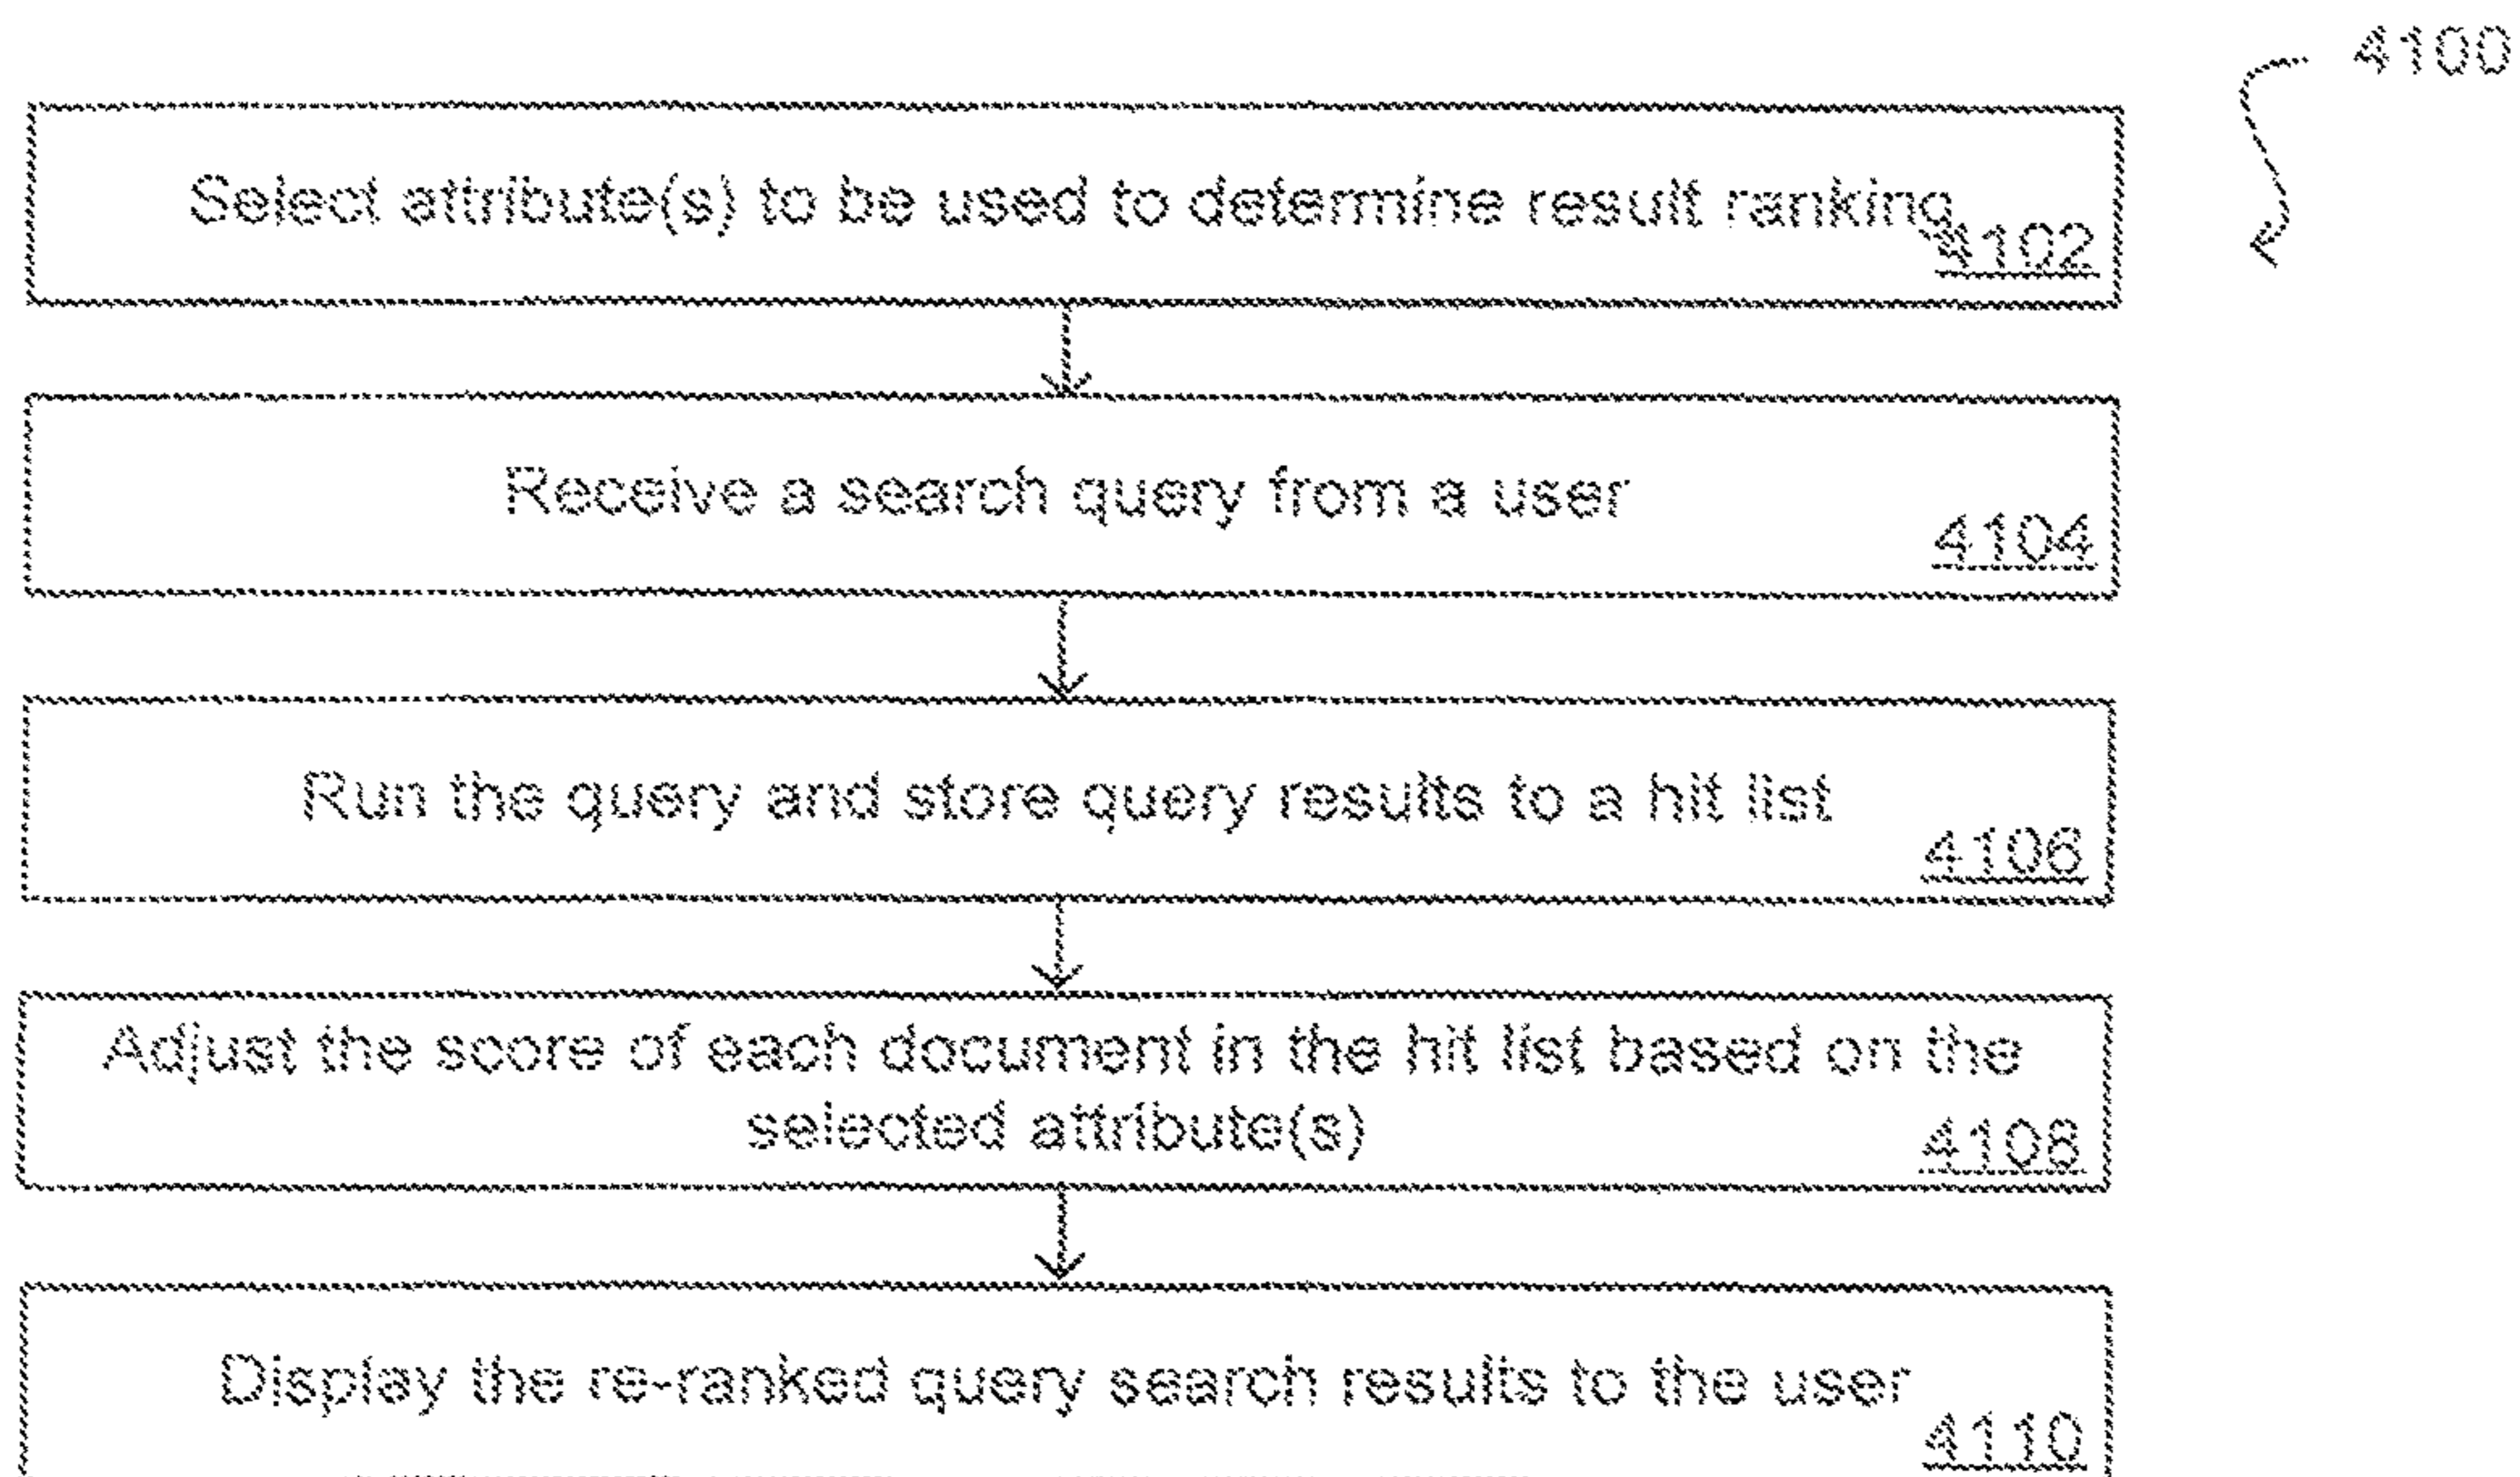 4100
Select attribute(s) to be used to determine result ranking
4102
Receive a search query from a user
4104
Run the query and store query results to a hit list
4106
Adjust the score of each document in the hit list based on the
selected attribute(s)
4108
Display the re-ranked query search results to the user
4110